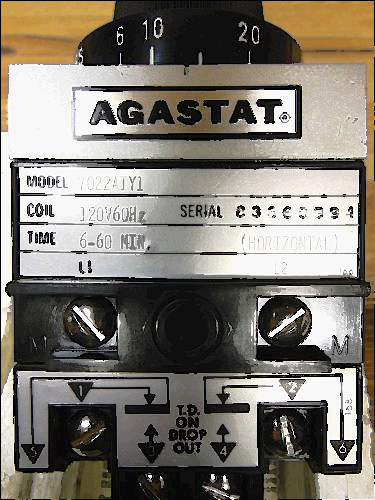 6 10 20
AGASTAT
MODEL 7022AIY1
COIL 120V60Hz SERIAL
TIME 6-60 MIN. (HORIZONTAL)
L1 L2
M M
1 2
T.D.
ON
DROP
OUT
5 3 4 6